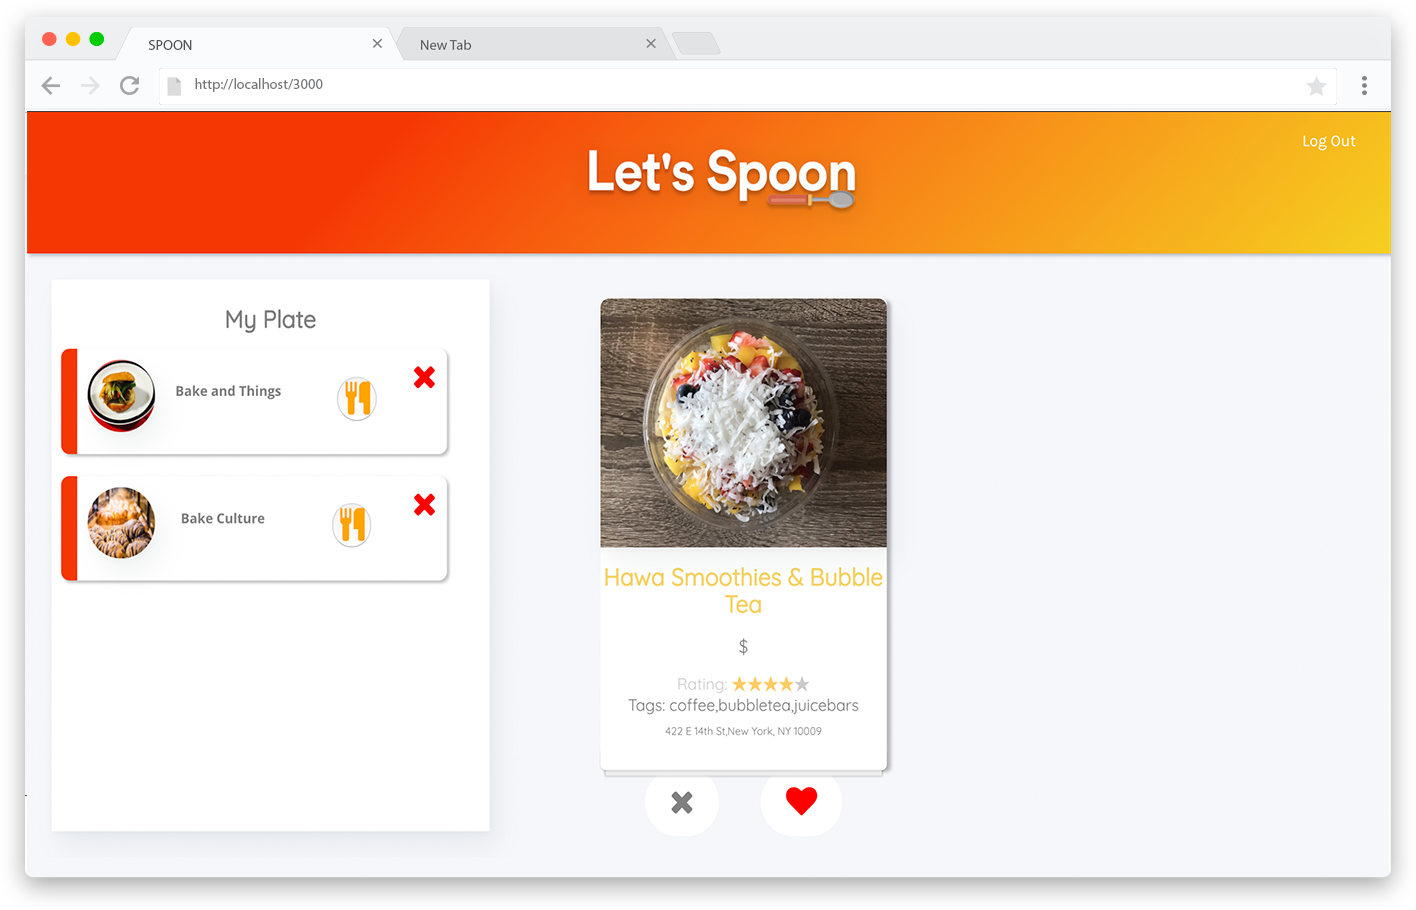 SPOON
New Tab
http://localhost/3000
Log Out
Let's Spoon
My Plate
Bake and Things
Bake Culture
Hawa Smoothies & Bubble
Tea
$
Rating:
Tags: coffee,bubbletea,juicebars
422 E 14th St,New York, NY 10009